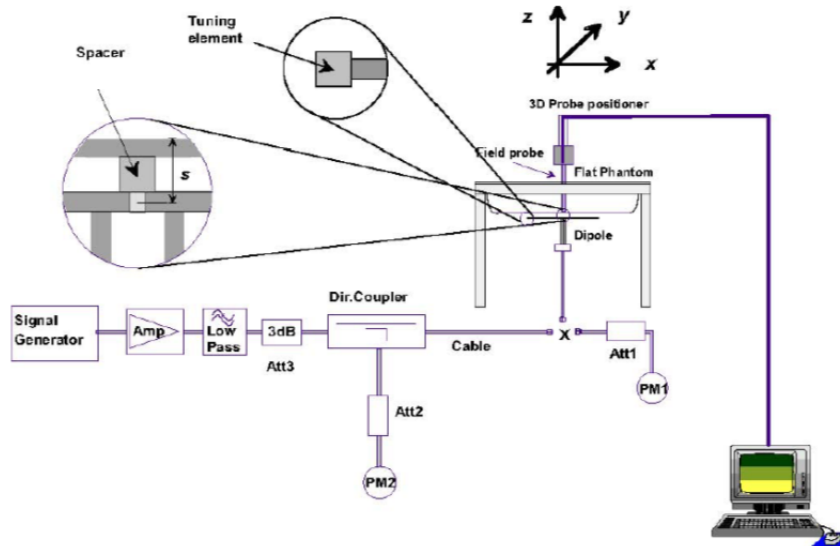 Tuning
element
Spacer
s
z
y
x
3D Probe positioner
Field probe
Flat Phantom
Dipole
Dir.Coupler
Signal
Generator
Amp
Low
Pass
3dB
Att3
Cable
X
Att1
PM1
Att2
PM2